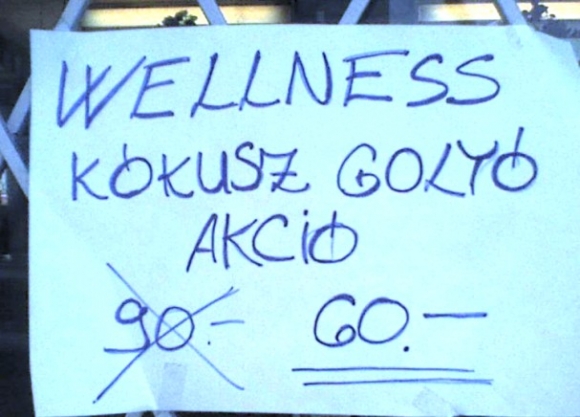 WELLNESS
KÓKUSZ GOLYÓ
AKCIÓ
90.- 60.-